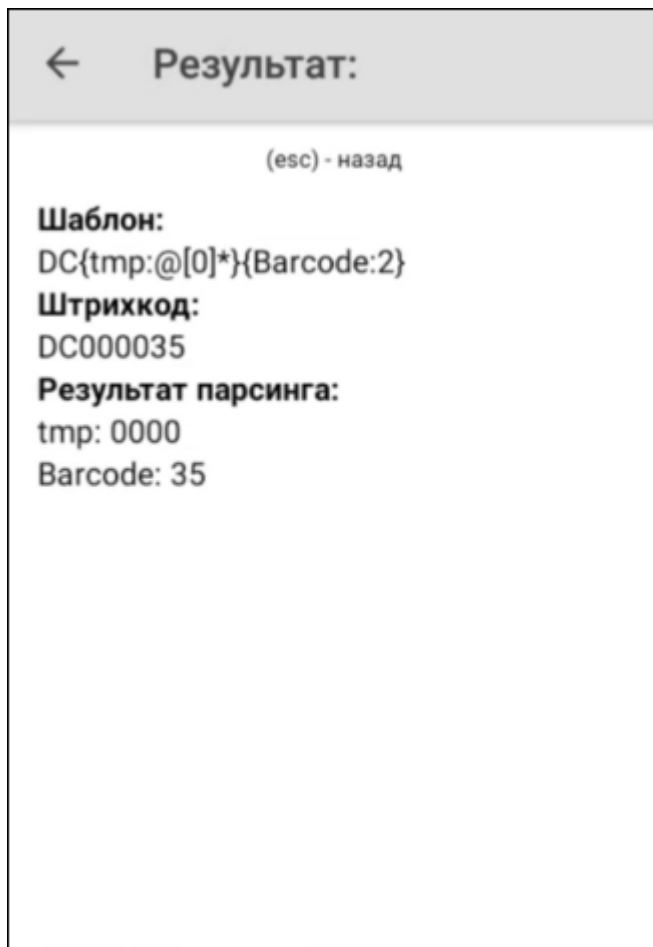 ← Результат:
(esc) - назад
Шаблон:
DC{tmp:@[0]*}{Barcode:2}
Штрихкод:
DC000035
Результат парсинга:
tmp: 0000
Barcode: 35